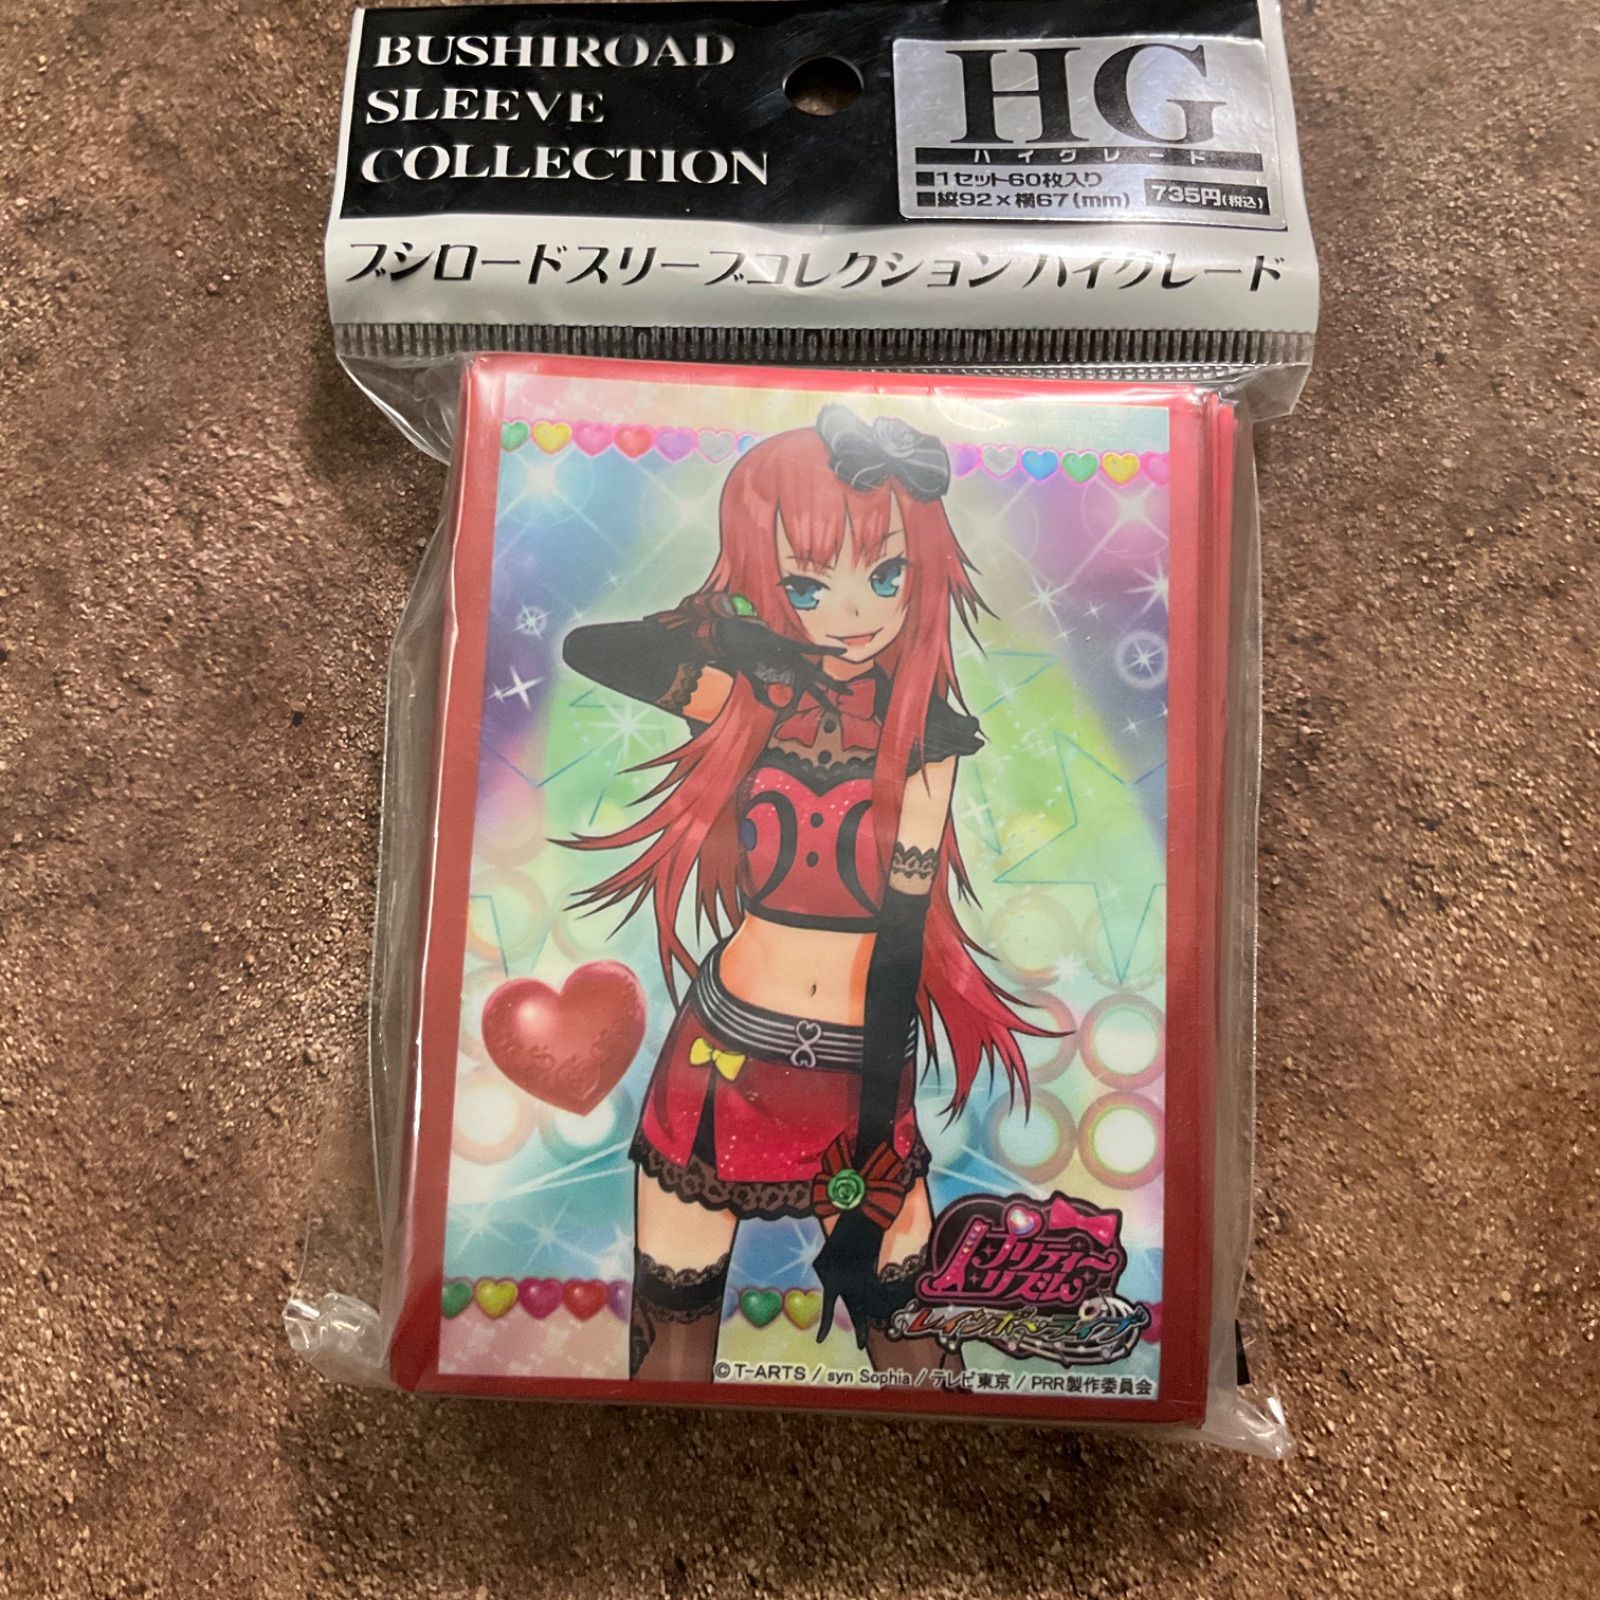 BUSHIROAD
SLEEVE
COLLECTION
HG
ハイグレード
■1セット60枚入り
■縦92×横67(mm)
735円(税込)
ブシロードスリーブコレクション ハイグレード
プリティー
リズム
レインボーライブ
© T-ARTS / syn Sophia / テレビ東京 / PRR製作委員会